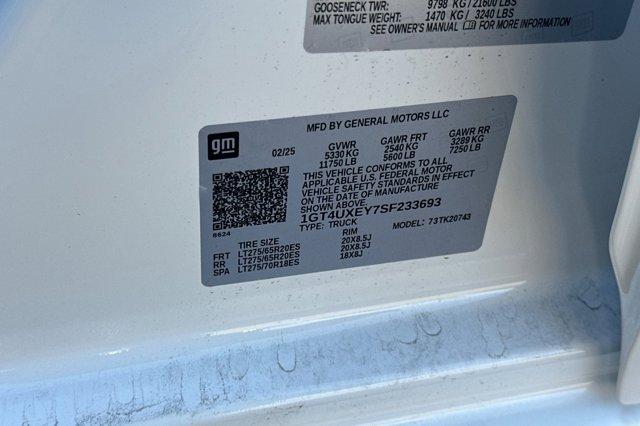 GOOSENECK TWR: 9798 KG / 21600 LBS
MAX TONGUE WEIGHT: 1470 KG / 3240 LBS
SEE OWNER'S MANUAL FOR MORE INFORMATION
MFD BY GENERAL MOTORS LLC
gm
02/25 GVWR GAWR FRT GAWR RR
5330 KG 2540 KG 3289 KG
11750 LB 5600 LB 7250 LB
THIS VEHICLE CONFORMS TO ALL
APPLICABLE U.S. FEDERAL MOTOR
VEHICLE SAFETY STANDARDS IN EFFECT
ON THE DATE OF MANUFACTURE
SHOWN ABOVE.
1GT4UXEY7SF233693
TYPE: TRUCK MODEL: 73TK20743
8624
TIRE SIZE RIM
FRT LT275/65R20ES 20X8.5J
RR LT275/65R20ES 20X8.5J
SPA LT275/70R18ES 18X8J